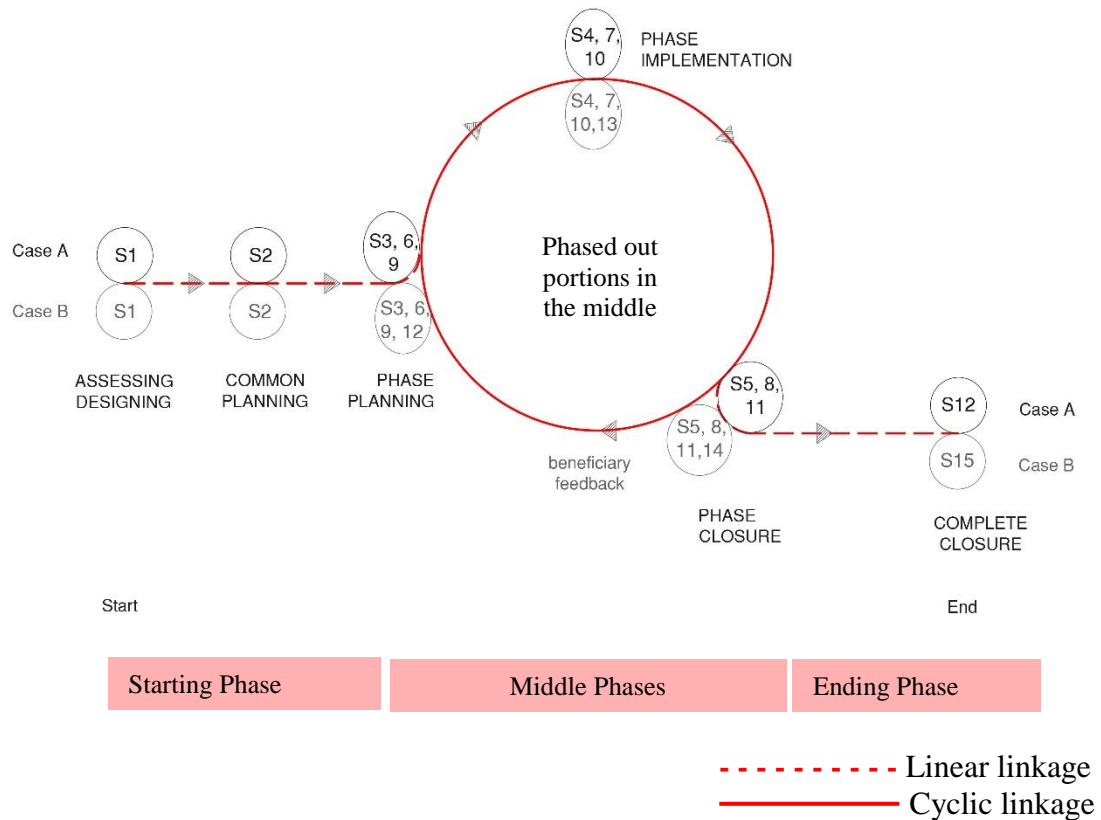 S4, 7,
10
PHASE
IMPLEMENTATION
S4, 7,
10,13
Case A
S1
S2
S3, 6,
9
Case B
S1
S2
S3, 6,
9, 12
Phased out
portions in
the middle
ASSESSING
DESIGNING
COMMON
PLANNING
PHASE
PLANNING
S5, 8,
11
S5, 8,
11,14
beneficiary
feedback
S12
Case A
S15
Case B
PHASE
CLOSURE
COMPLETE
CLOSURE
Start
End
Starting Phase
Middle Phases
Ending Phase
Linear linkage
Cyclic linkage